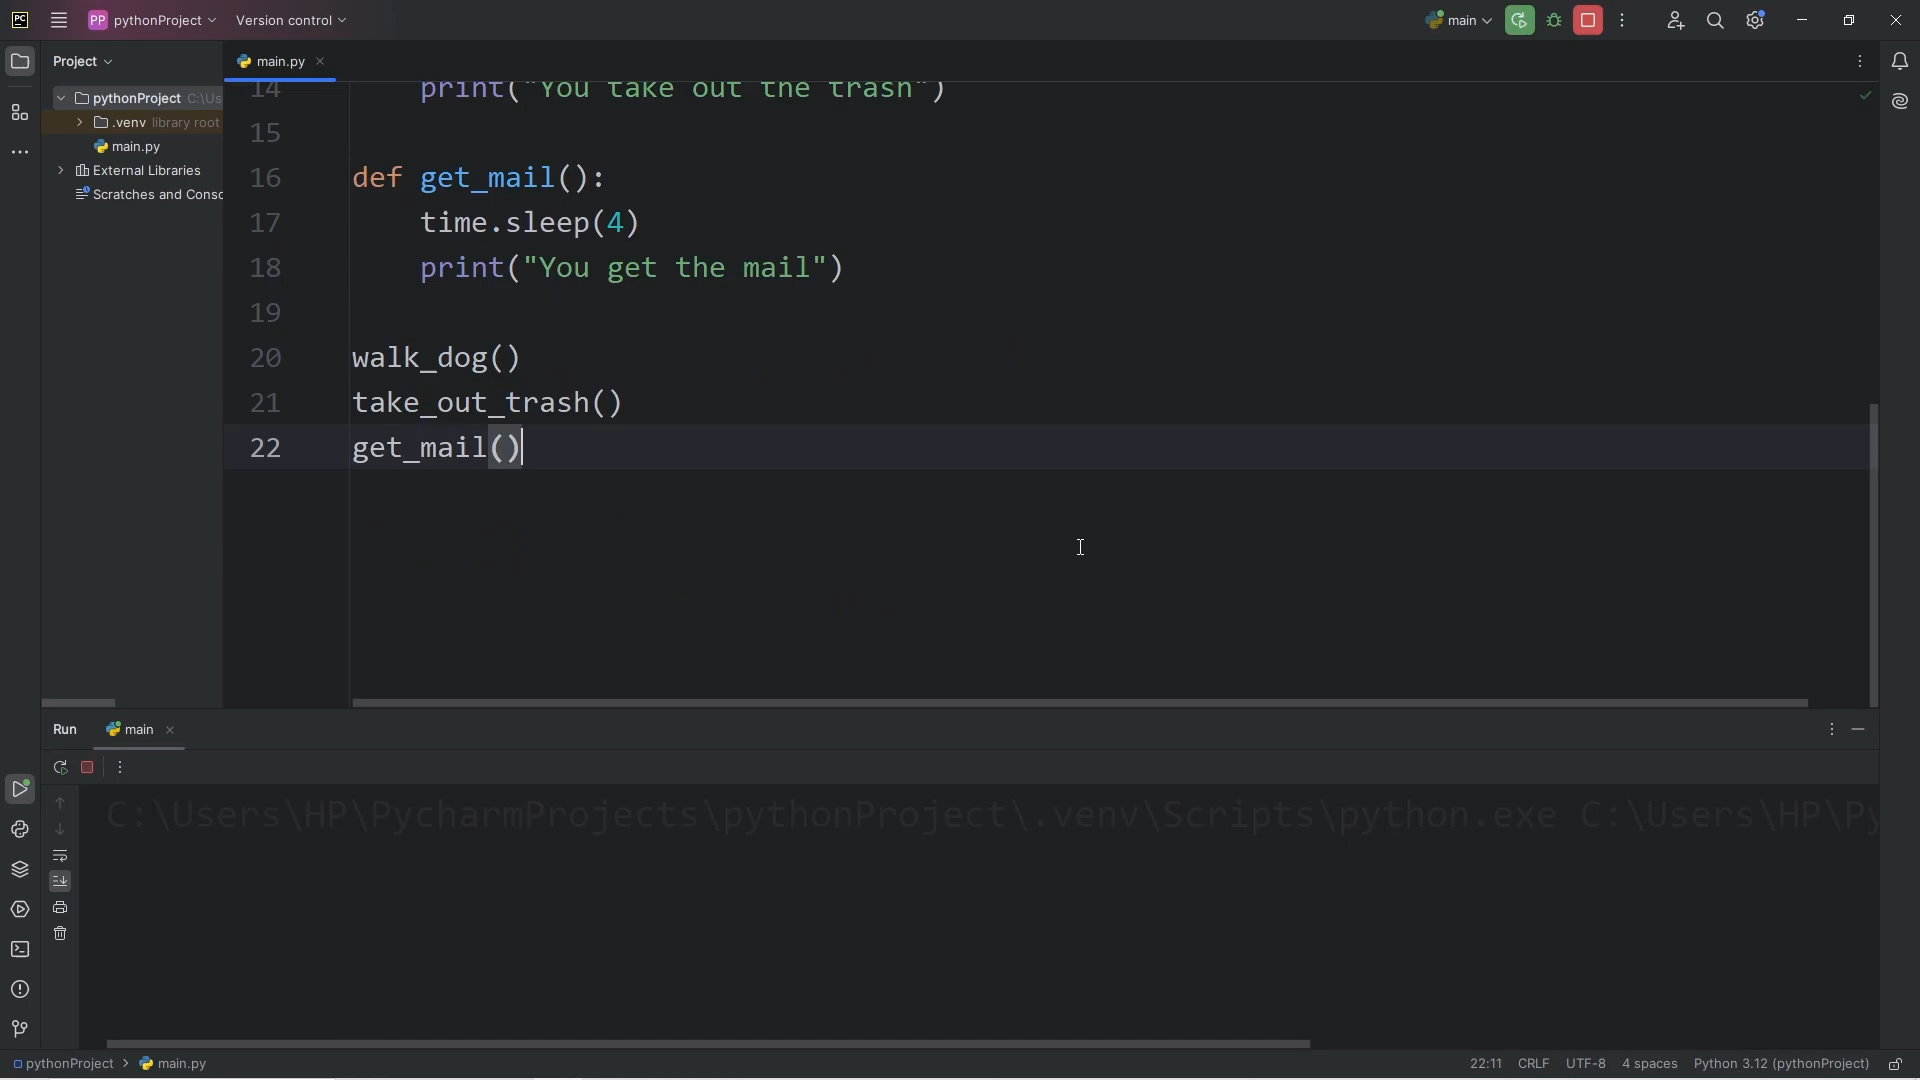 PC
PP pythonProject Version control
main
Project
main.py
pythonProject C:\Us
.venv library root
main.py
External Libraries
Scratches and Consc
14 print("You take out the trash")
15
16 def get_mail():
17 time.sleep(4)
18 print("You get the mail")
19
20 walk_dog()
21 take_out_trash()
22 get_mail()
Run main
C:\Users\HP\PycharmProjects\pythonProject\.venv\Scripts\python.exe C:\Users\HP\Py
pythonProject > main.py
22:11 CRLF UTF-8 4 spaces Python 3.12 (pythonProject)